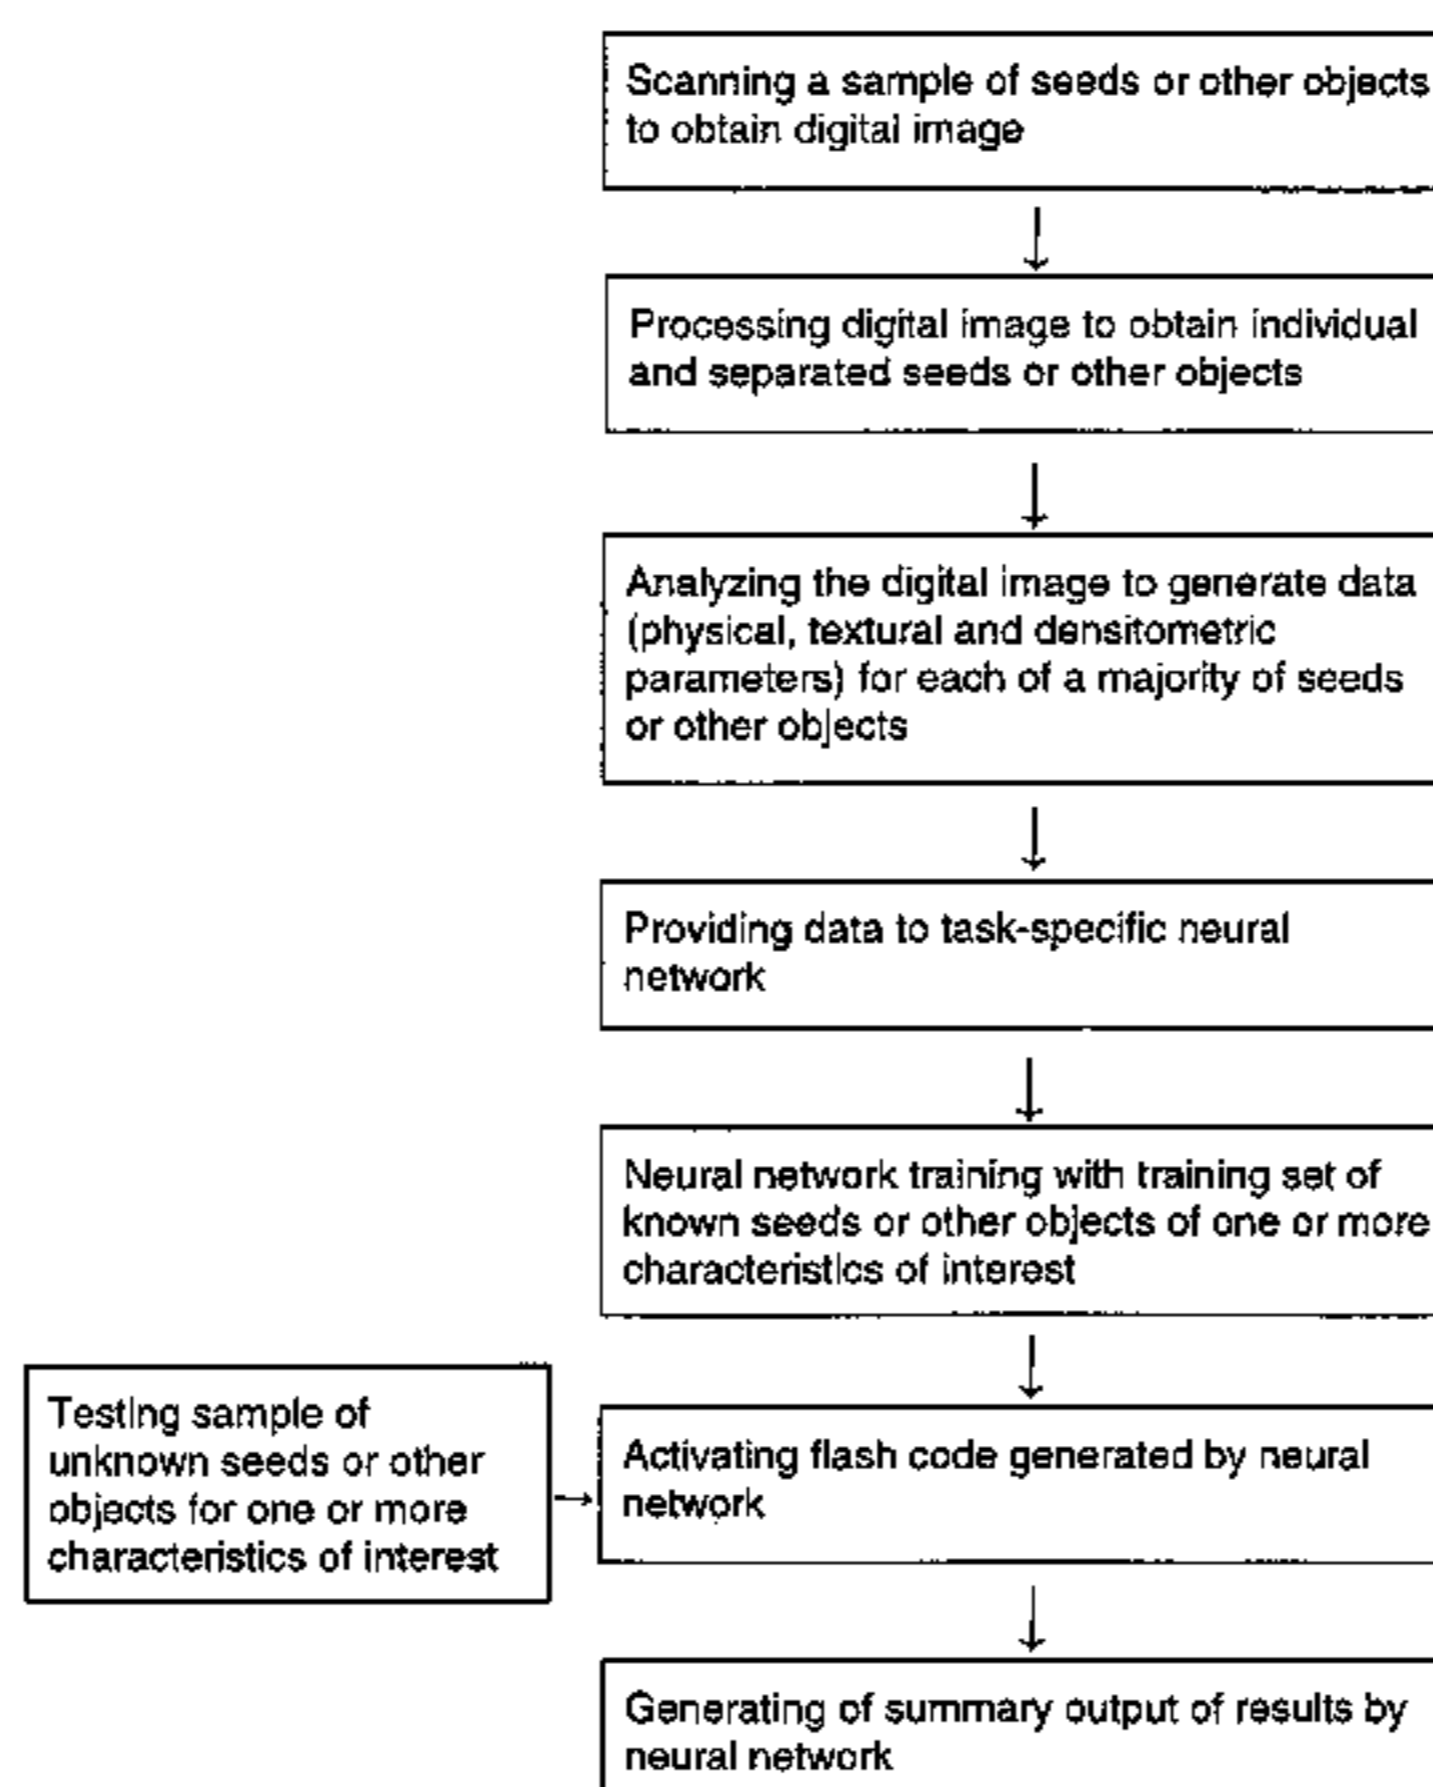 Scanning a sample of seeds or other objects
to obtain digital image
Processing digital image to obtain individual
and separated seeds or other objects
Analyzing the digital image to generate data
(physical, textural and densitometric
parameters) for each of a majority of seeds
or other objects
Providing data to task-specific neural
network
Neural network training with training set of
known seeds or other objects of one or more
characteristics of interest
Testing sample of
unknown seeds or other
objects for one or more
characteristics of interest
Activating flash code generated by neural
network
Generating of summary output of results by
neural network